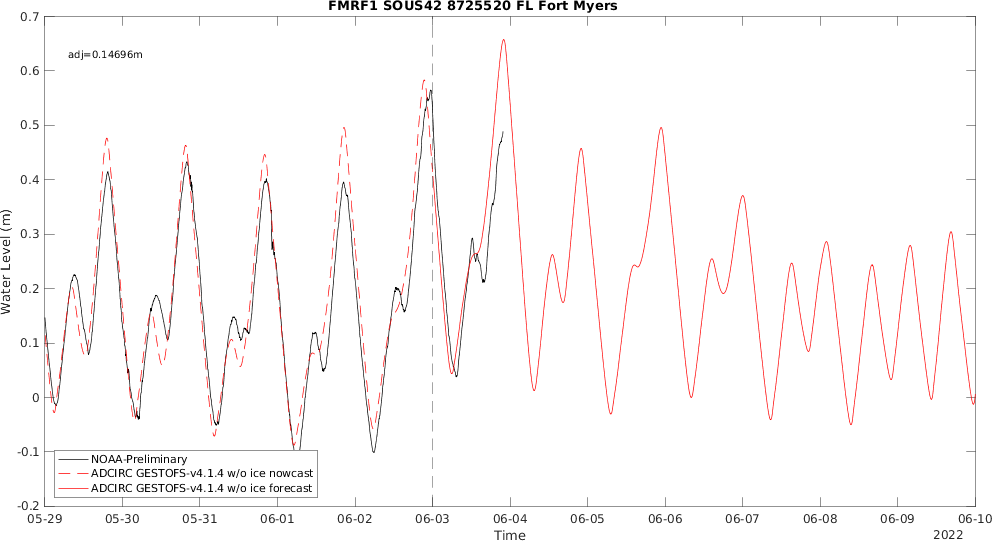 FMRF1 SOUS42 8725520 FL Fort Myers
adj=0.14696m
0.7
0.6
0.5
0.4
0.3
0.2
0.1
0
-0.1
-0.2
Water Level (m)
NOAA-Preliminary
ADCIRC GESTOFS-v4.1.4 w/o ice nowcast
ADCIRC GESTOFS-v4.1.4 w/o ice forecast
05-29 05-30 05-31 06-01 06-02 06-03 06-04 06-05 06-06 06-07 06-08 06-09 06-10
Time
2022